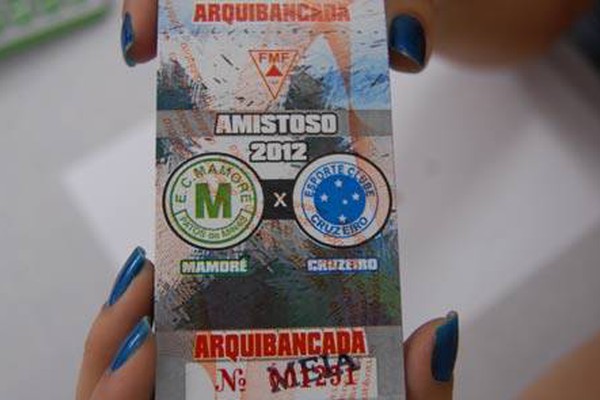 ARQUIBANCADA
FMF
AMISTOSO
2012
E.C. MAMORÉ
M
PATOS de MINAS
X
ESPORTE CLUBE
CRUZEIRO
MAMORÉ
CRUZEIRO
ARQUIBANCADA
Nº
MEIA